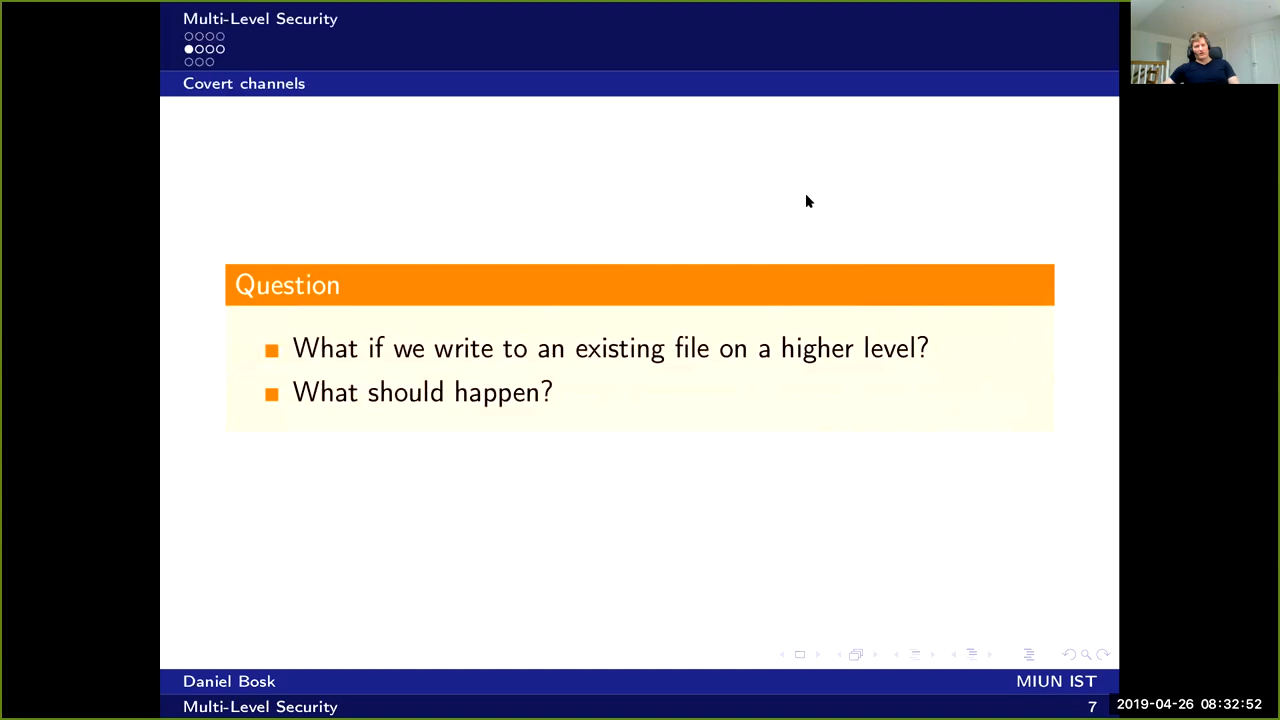 Multi-Level Security
Covert channels
Question
What if we write to an existing file on a higher level?
What should happen?
Daniel Bosk
MIUN IST
Multi-Level Security
7
2019-04-26 08:32:52